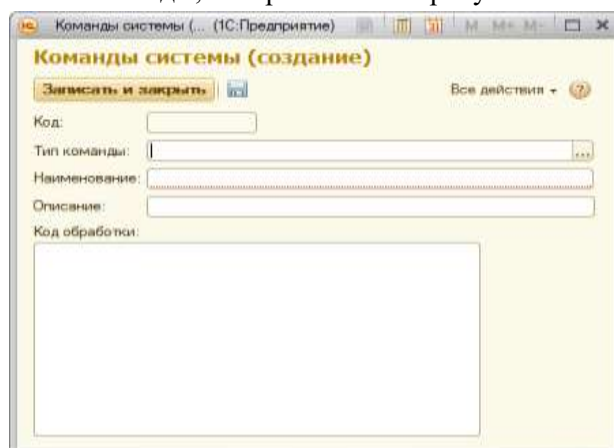 Команды системы (... (1С:Предприятие) M M+ M-
Команды системы (создание)
Записать и закрыть Все действия ?
Код:
Тип команды: ...
Наименование:
Описание:
Код обработки: